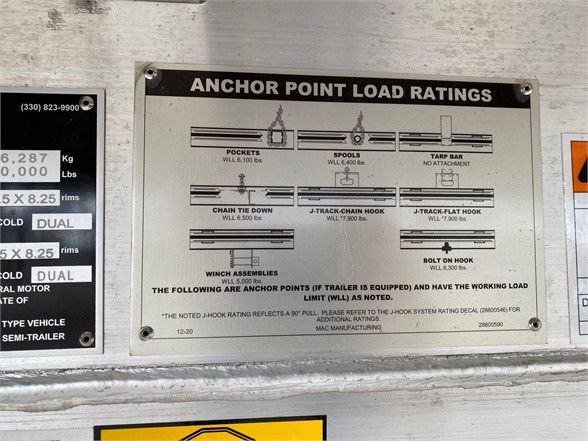 (330) 823-9900
6,287 Kg
0,000 Lbs
.5 X 8.25 rims
COLD DUAL
.5 X 8.25 rims
COLD DUAL
RAL MOTOR
ATE OF
TYPE VEHICLE
SEMI-TRAILER
ANCHOR POINT LOAD RATINGS
POCKETS
WLL 6,100 lbs.
SPOOLS
WLL 6,400 lbs.
TARP BAR
NO ATTACHMENT
CHAIN TIE DOWN
WLL 6,500 lbs.
J-TRACK-CHAIN HOOK
WLL *7,900 lbs.
J-TRACK-FLAT HOOK
WLL *7,900 lbs.
WINCH ASSEMBLIES
WLL 5,000 lbs.
BOLT ON HOOK
WLL 6,300 lbs.
THE FOLLOWING ARE ANCHOR POINTS (IF TRAILER IS EQUIPPED) AND HAVE THE WORKING LOAD
LIMIT (WLL) AS NOTED.
*THE NOTED J-HOOK RATING REFLECTS A 90° PULL. PLEASE REFER TO THE J-HOOK SYSTEM RATING DECAL (28800546) FOR
ADDITIONAL RATINGS.
12-20 MAC MANUFACTURING 28800590